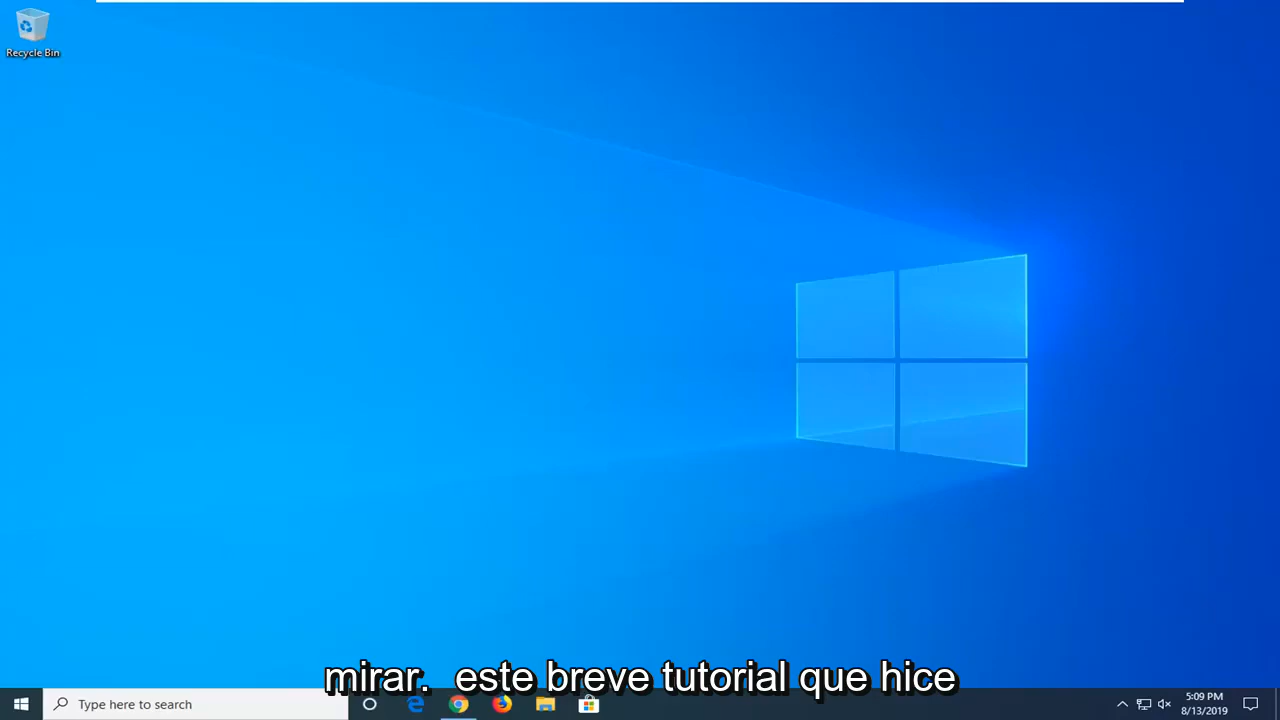 Recycle Bin
mirar. este breve tutorial que hice
Type here to search
5:09 PM
8/13/2019